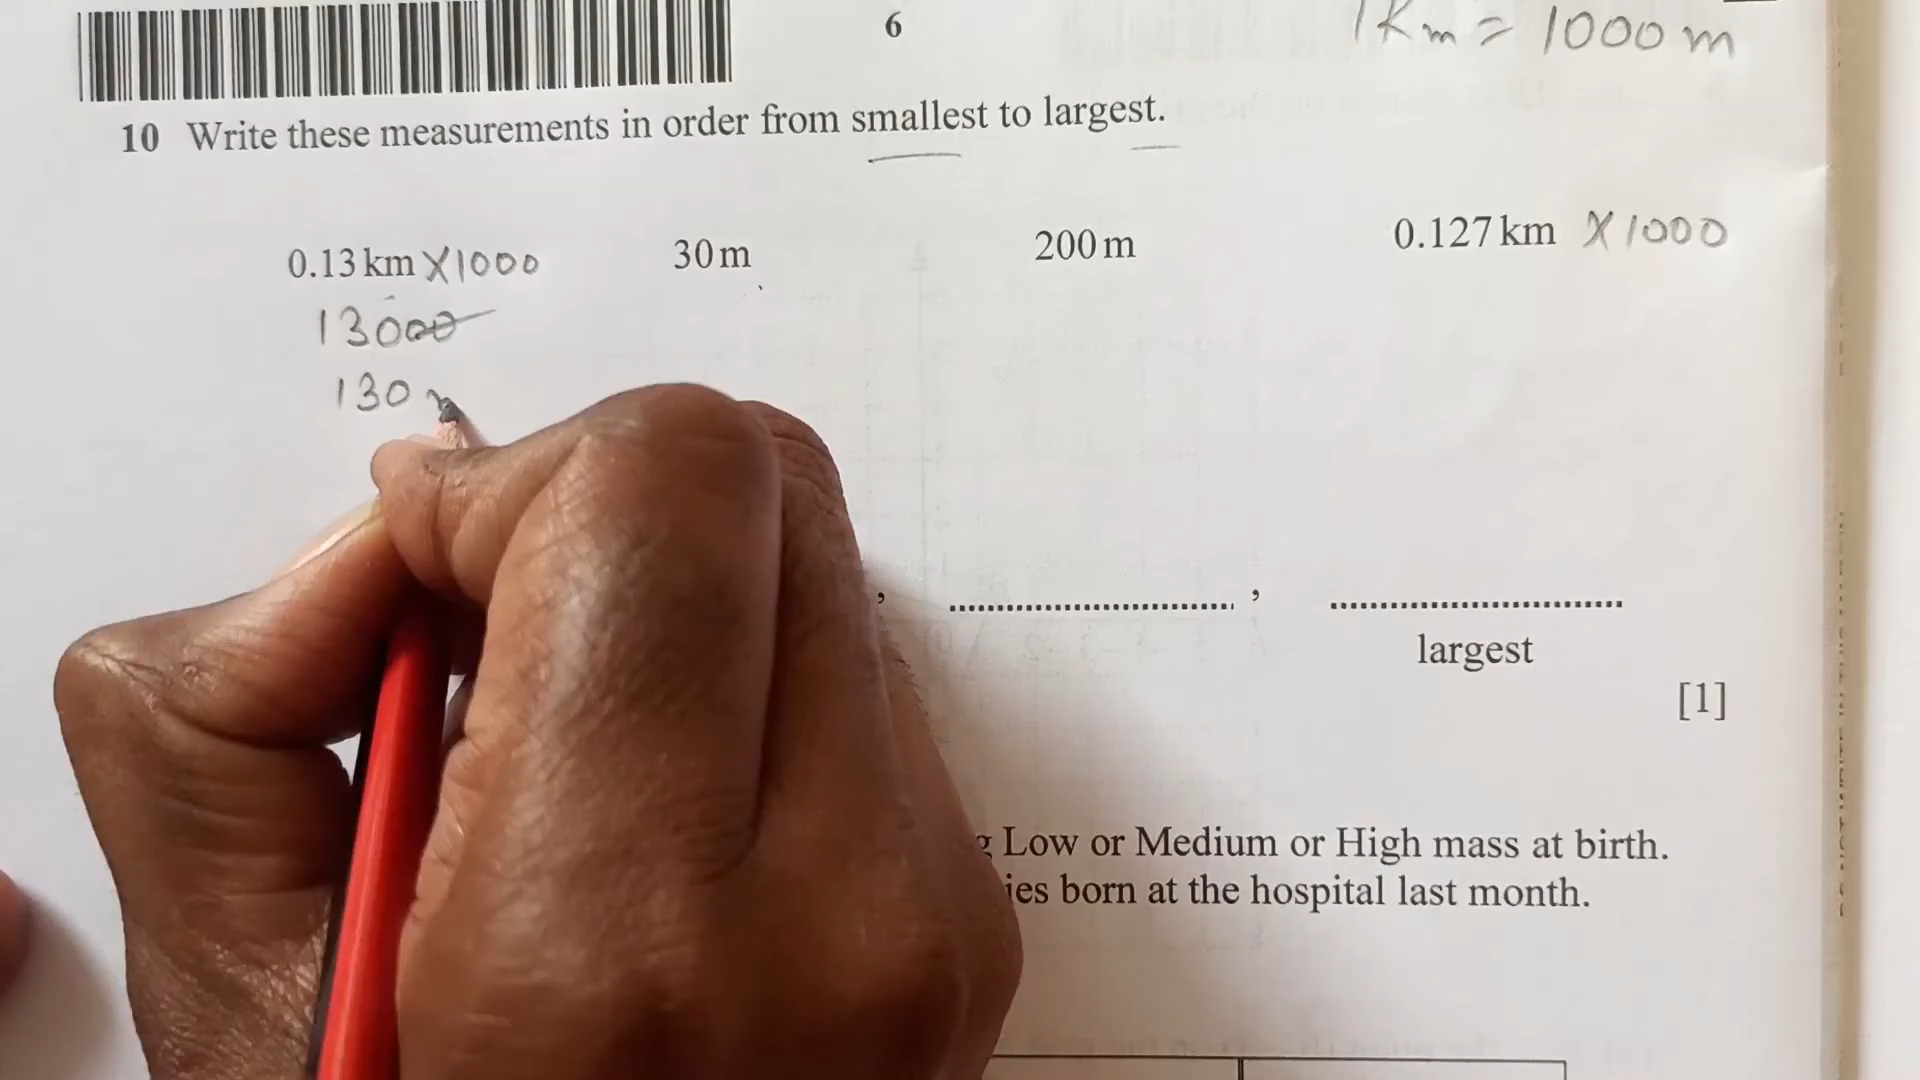 6
1Km = 1000 m
10 Write these measurements in order from smallest to largest.
0.13 km X1000 30 m 200 m 0.127 km X1000
13000
130 m
, .............................. , ..............................
largest
[1]
Low or Medium or High mass at birth.
ies born at the hospital last month.